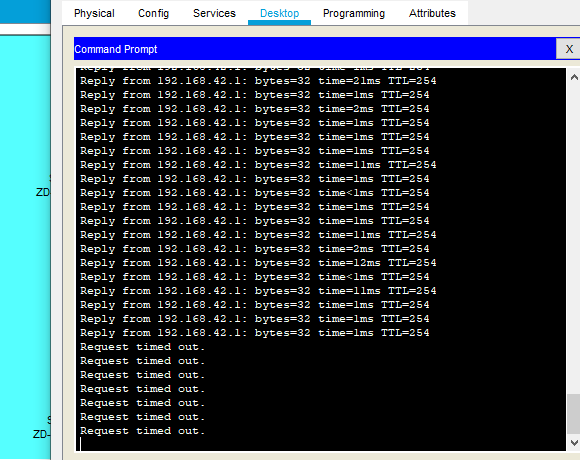 Physical Config Services Desktop Programming Attributes
Command Prompt X
Reply from 192.168.42.1: bytes=32 time=21ms TTL=254
Reply from 192.168.42.1: bytes=32 time=1ms TTL=254
Reply from 192.168.42.1: bytes=32 time=2ms TTL=254
Reply from 192.168.42.1: bytes=32 time=1ms TTL=254
Reply from 192.168.42.1: bytes=32 time=1ms TTL=254
Reply from 192.168.42.1: bytes=32 time=1ms TTL=254
Reply from 192.168.42.1: bytes=32 time=11ms TTL=254
Reply from 192.168.42.1: bytes=32 time=1ms TTL=254
Reply from 192.168.42.1: bytes=32 time<1ms TTL=254
Reply from 192.168.42.1: bytes=32 time=1ms TTL=254
Reply from 192.168.42.1: bytes=32 time=1ms TTL=254
Reply from 192.168.42.1: bytes=32 time=11ms TTL=254
Reply from 192.168.42.1: bytes=32 time=2ms TTL=254
Reply from 192.168.42.1: bytes=32 time=12ms TTL=254
Reply from 192.168.42.1: bytes=32 time<1ms TTL=254
Reply from 192.168.42.1: bytes=32 time=11ms TTL=254
Reply from 192.168.42.1: bytes=32 time=1ms TTL=254
Reply from 192.168.42.1: bytes=32 time=1ms TTL=254
Reply from 192.168.42.1: bytes=32 time=1ms TTL=254
Request timed out.
Request timed out.
Request timed out.
Request timed out.
Request timed out.
Request timed out.
Request timed out.
ZD-
ZD-